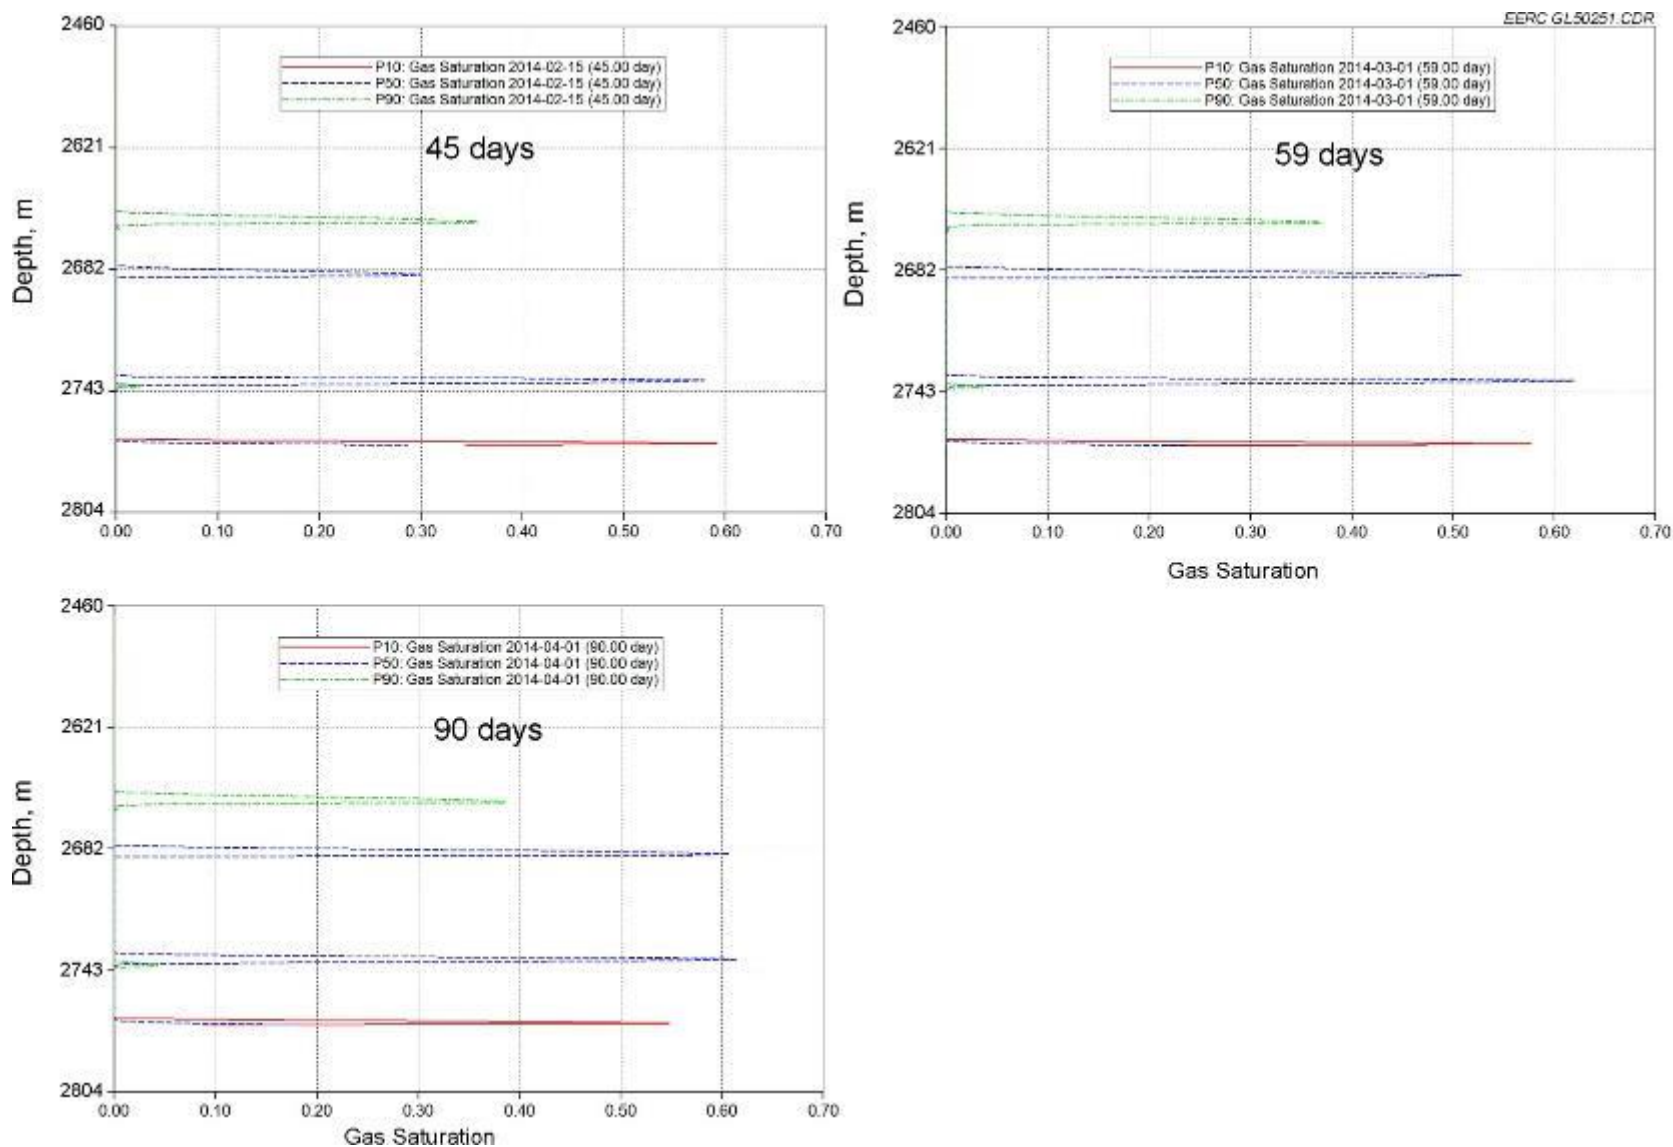 EERC GL50251.CDR
2460
P10: Gas Saturation 2014-02-15 (45.00 day)
P50: Gas Saturation 2014-02-15 (45.00 day)
P90: Gas Saturation 2014-02-15 (45.00 day)
45 days
2621
Depth, m
2682
2743
2804
0.00 0.10 0.20 0.30 0.40 0.50 0.60 0.70
2460
P10: Gas Saturation 2014-03-01 (59.00 day)
P50: Gas Saturation 2014-03-01 (59.00 day)
P90: Gas Saturation 2014-03-01 (59.00 day)
59 days
2621
Depth, m
2682
2743
2804
0.00 0.10 0.20 0.30 0.40 0.50 0.60 0.70
Gas Saturation
2460
P10: Gas Saturation 2014-04-01 (90.00 day)
P50: Gas Saturation 2014-04-01 (90.00 day)
P90: Gas Saturation 2014-04-01 (90.00 day)
90 days
2621
Depth, m
2682
2743
2804
0.00 0.10 0.20 0.30 0.40 0.50 0.60 0.70
Gas Saturation